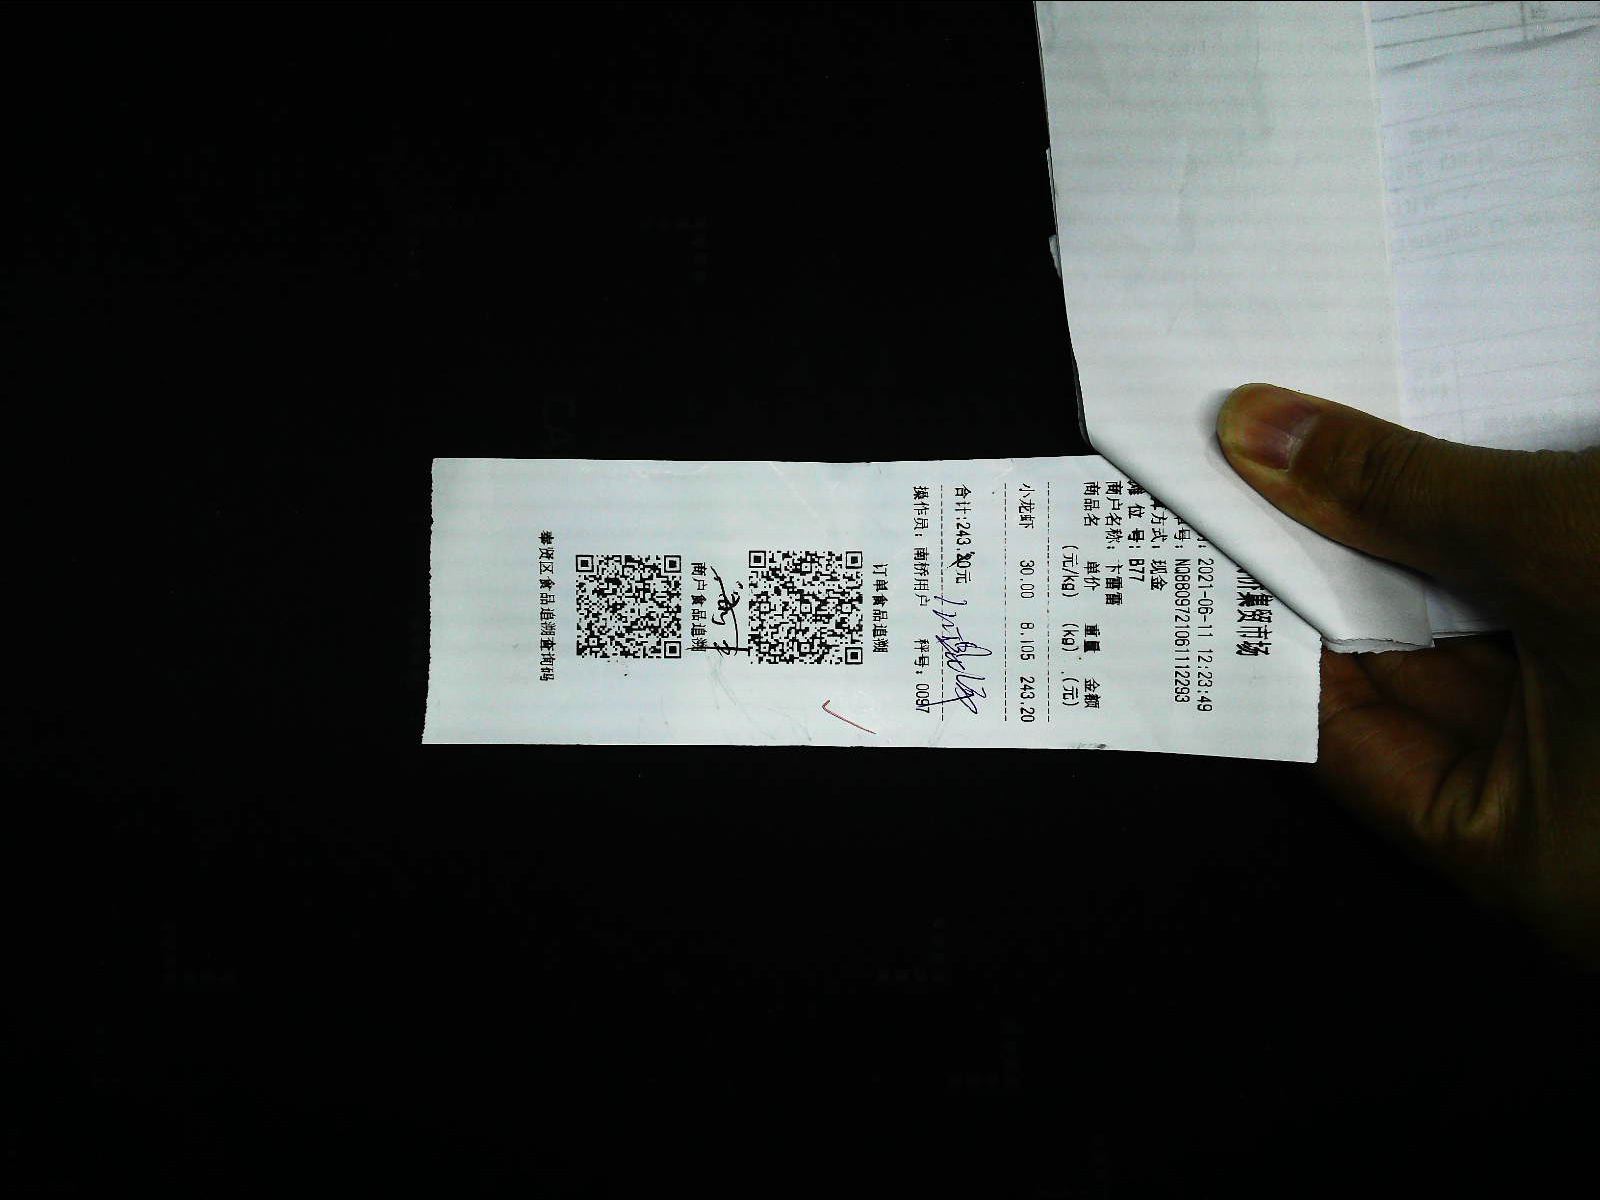 集贸市场
2021-06-11 12:23:49
号：NQ88097210611112293
方式：现金
摊 位 号：B77
商户名称：卞雷雷
商品名 单价 重量 金额
(元/kg) (kg) (元)
小龙虾 30.00 8.105 243.20
合计:243.20元
操作员：南桥用户 秤号：0097
订单食品追溯
商户食品追溯
奉贤区食品追溯查询码